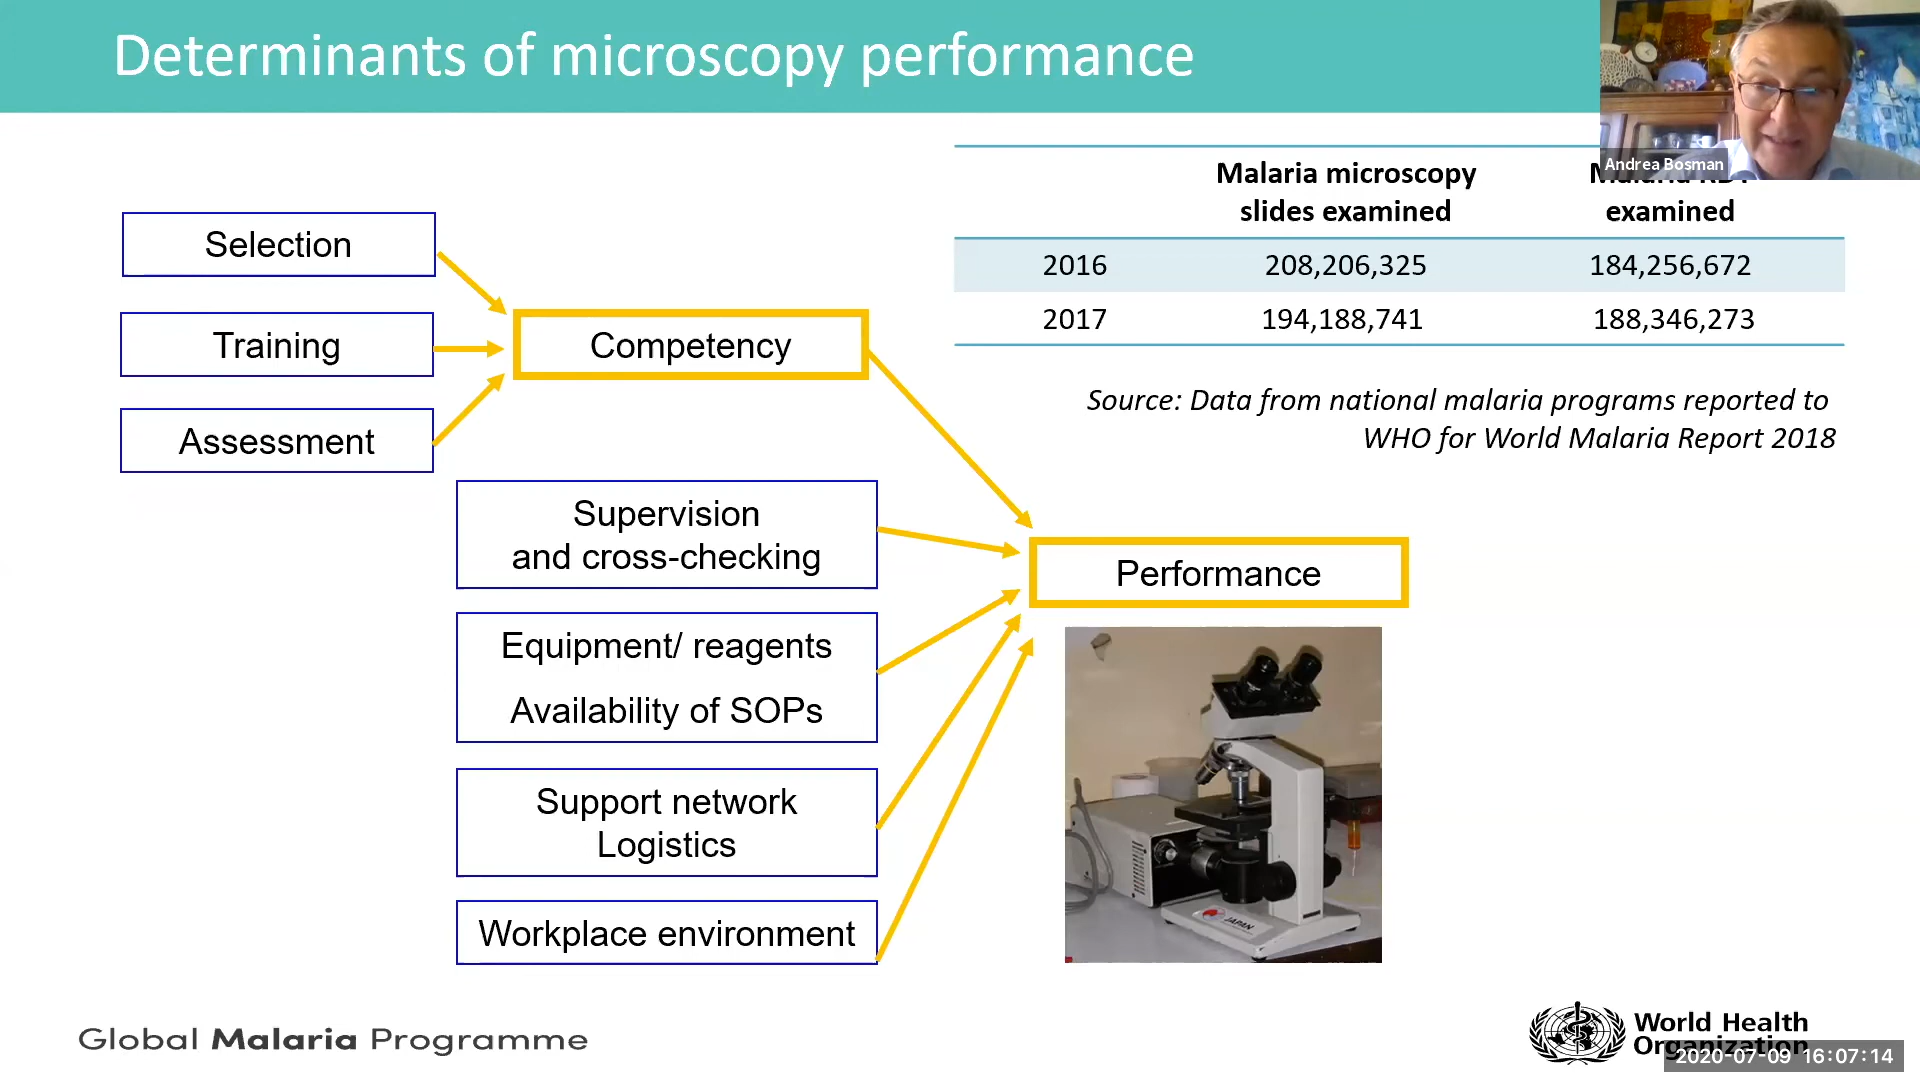 Determinants of microscopy performance
Andrea Bosman
Malaria microscopy
slides examined
examined
2016 208,206,325 184,256,672
2017 194,188,741 188,346,273
Source: Data from national malaria programs reported to
WHO for World Malaria Report 2018
Selection
Training
Assessment
Competency
Supervision
and cross-checking
Equipment/ reagents
Availability of SOPs
Support network
Logistics
Workplace environment
Performance
JAPAN
Global Malaria Programme
World Health
Organization
2020-07-09 16:07:14